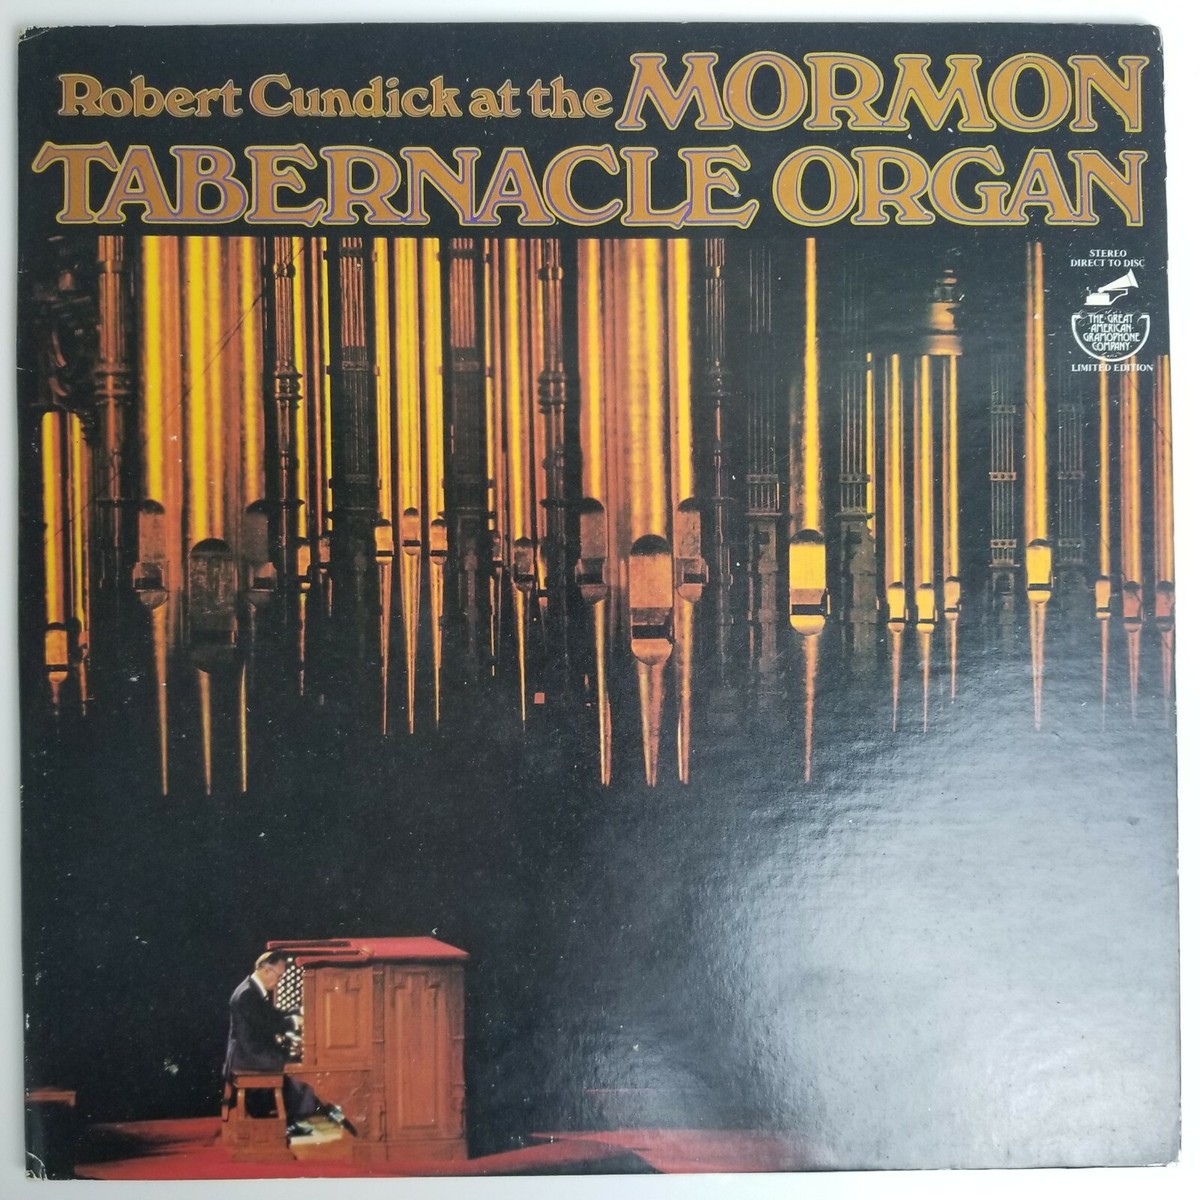 Robert Cundick at the MORMON
TABERNACLE ORGAN
STEREO
DIRECT TO DISC
THE·GREAT
·AMERICAN·
GRAMOPHONE
COMPANY·
LIMITED EDITION